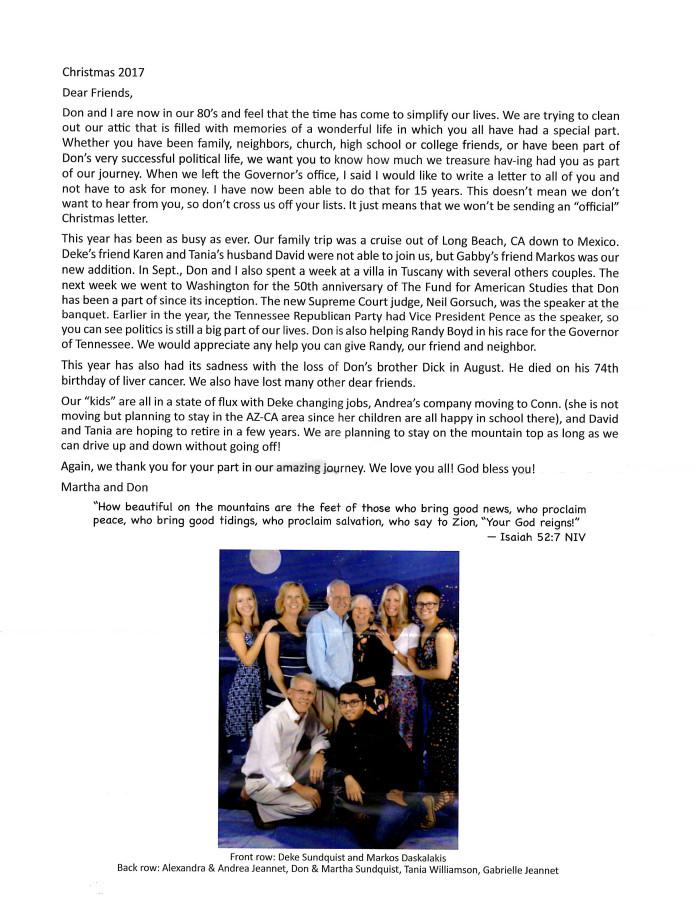 Christmas 2017
Dear Friends,
Don and I are now in our 80's and feel that the time has come to simplify our lives. We are trying to clean
out our attic that is filled with memories of a wonderful life in which you all have had a special part.
Whether you have been family, neighbors, church, high school or college friends, or have been part of
Don's very successful political life, we want you to know how much we treasure hav-ing had you as part
of our journey. When we left the Governor's office, I said I would like to write a letter to all of you and
not have to ask for money. I have now been able to do that for 15 years. This doesn't mean we don't
want to hear from you, so don't cross us off your lists. It just means that we won't be sending an "official"
Christmas letter.
This year has been as busy as ever. Our family trip was a cruise out of Long Beach, CA down to Mexico.
Deke's friend Karen and Tania's husband David were not able to join us, but Gabby's friend Markos was our
new addition. In Sept., Don and I also spent a week at a villa in Tuscany with several others couples. The
next week we went to Washington for the 50th anniversary of The Fund for American Studies that Don
has been a part of since its inception. The new Supreme Court judge, Neil Gorsuch, was the speaker at the
banquet. Earlier in the year, the Tennessee Republican Party had Vice President Pence as the speaker, so
you can see politics is still a big part of our lives. Don is also helping Randy Boyd in his race for the Governor
of Tennessee. We would appreciate any help you can give Randy, our friend and neighbor.
This year has also had its sadness with the loss of Don's brother Dick in August. He died on his 74th
birthday of liver cancer. We also have lost many other dear friends.
Our "kids" are all in a state of flux with Deke changing jobs, Andrea's company moving to Conn. (she is not
moving but planning to stay in the AZ-CA area since her children are all happy in school there), and David
and Tania are hoping to retire in a few years. We are planning to stay on the mountain top as long as we
can drive up and down without going off!
Again, we thank you for your part in our amazing journey. We love you all! God bless you!
Martha and Don
"How beautiful on the mountains are the feet of those who bring good news, who proclaim
peace, who bring good tidings, who proclaim salvation, who say to Zion, "Your God reigns!"
— Isaiah 52:7 NIV
Front row: Deke Sundquist and Markos Daskalakis
Back row: Alexandra & Andrea Jeannet, Don & Martha Sundquist, Tania Williamson, Gabrielle Jeannet